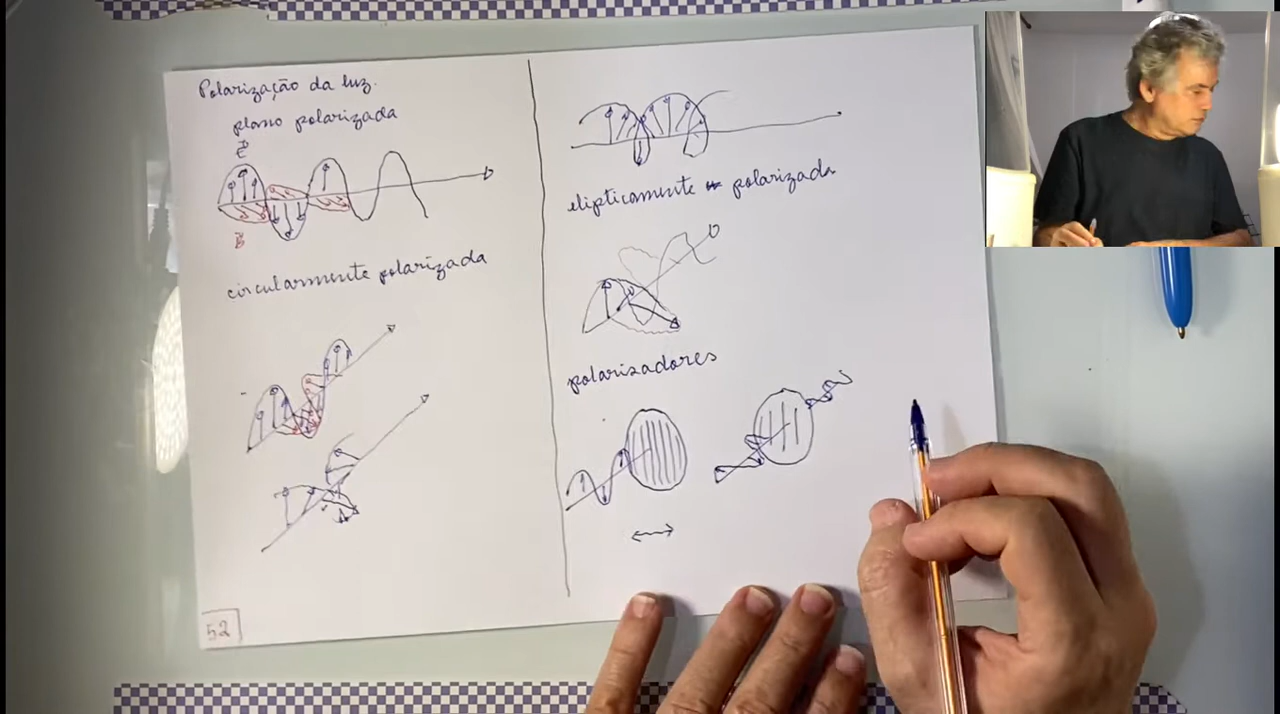 Polarização da luz.
plano polarizada
E
B
circularmente polarizada
52
elipticamente polarizada
polarizadores